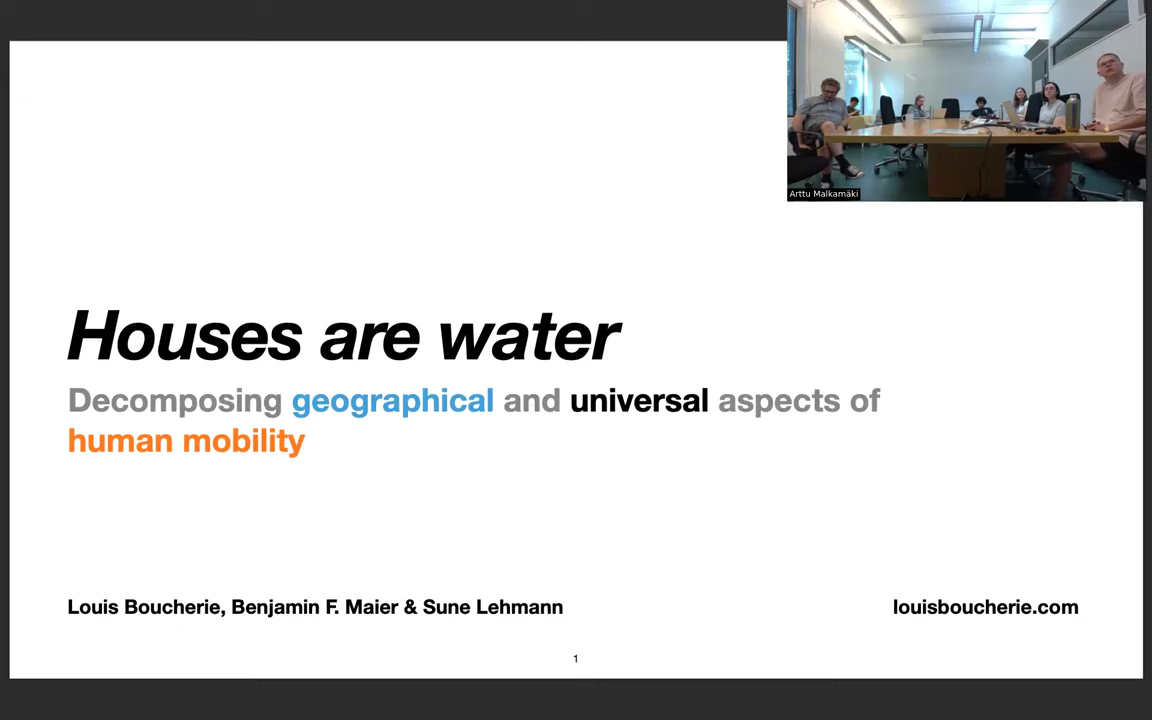 Arttu Malkamäki
Houses are water
Decomposing geographical and universal aspects of
human mobility
Louis Boucherie, Benjamin F. Maier & Sune Lehmann
louisboucherie.com
1